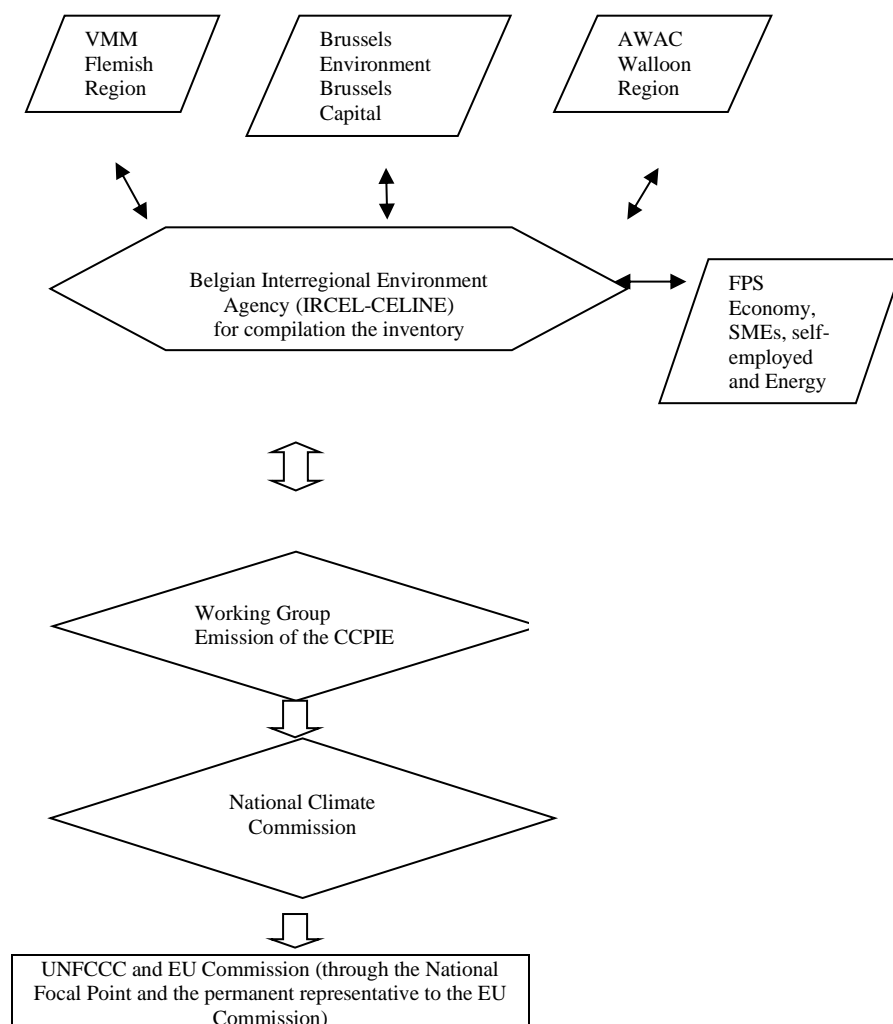 VMM
Flemish
Region
Brussels
Environment
Brussels
Capital
AWAC
Walloon
Region
Belgian Interregional Environment
Agency (IRCEL-CELINE)
for compilation the inventory
FPS
Economy,
SMEs, self-
employed
and Energy
Working Group
Emission of the CCPIE
National Climate
Commission
UNFCCC and EU Commission (through the National
Focal Point and the permanent representative to the EU
Commission)